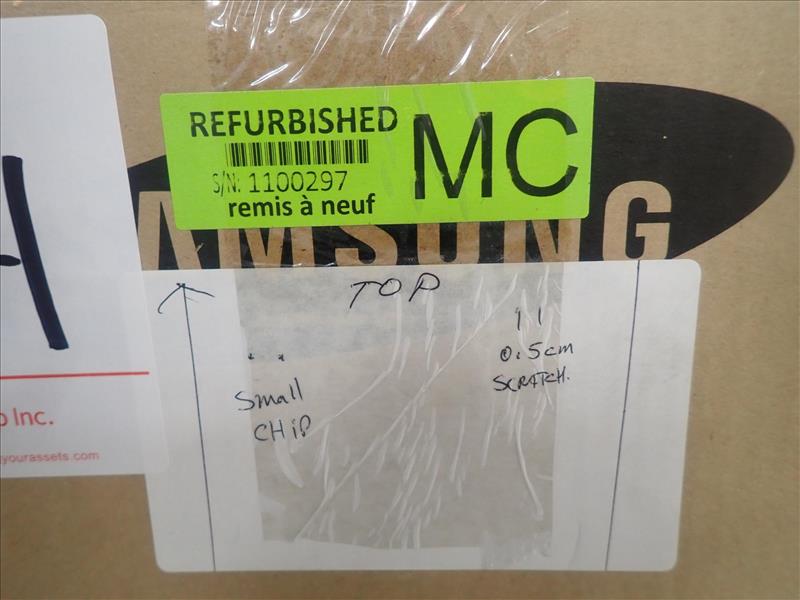 REFURBISHED
S/N: 1100297
remis à neuf
MC
AMSUNG
TOP
Small
CHiP
0.5cm
SCRATCH.
Inc.
yourassets.com